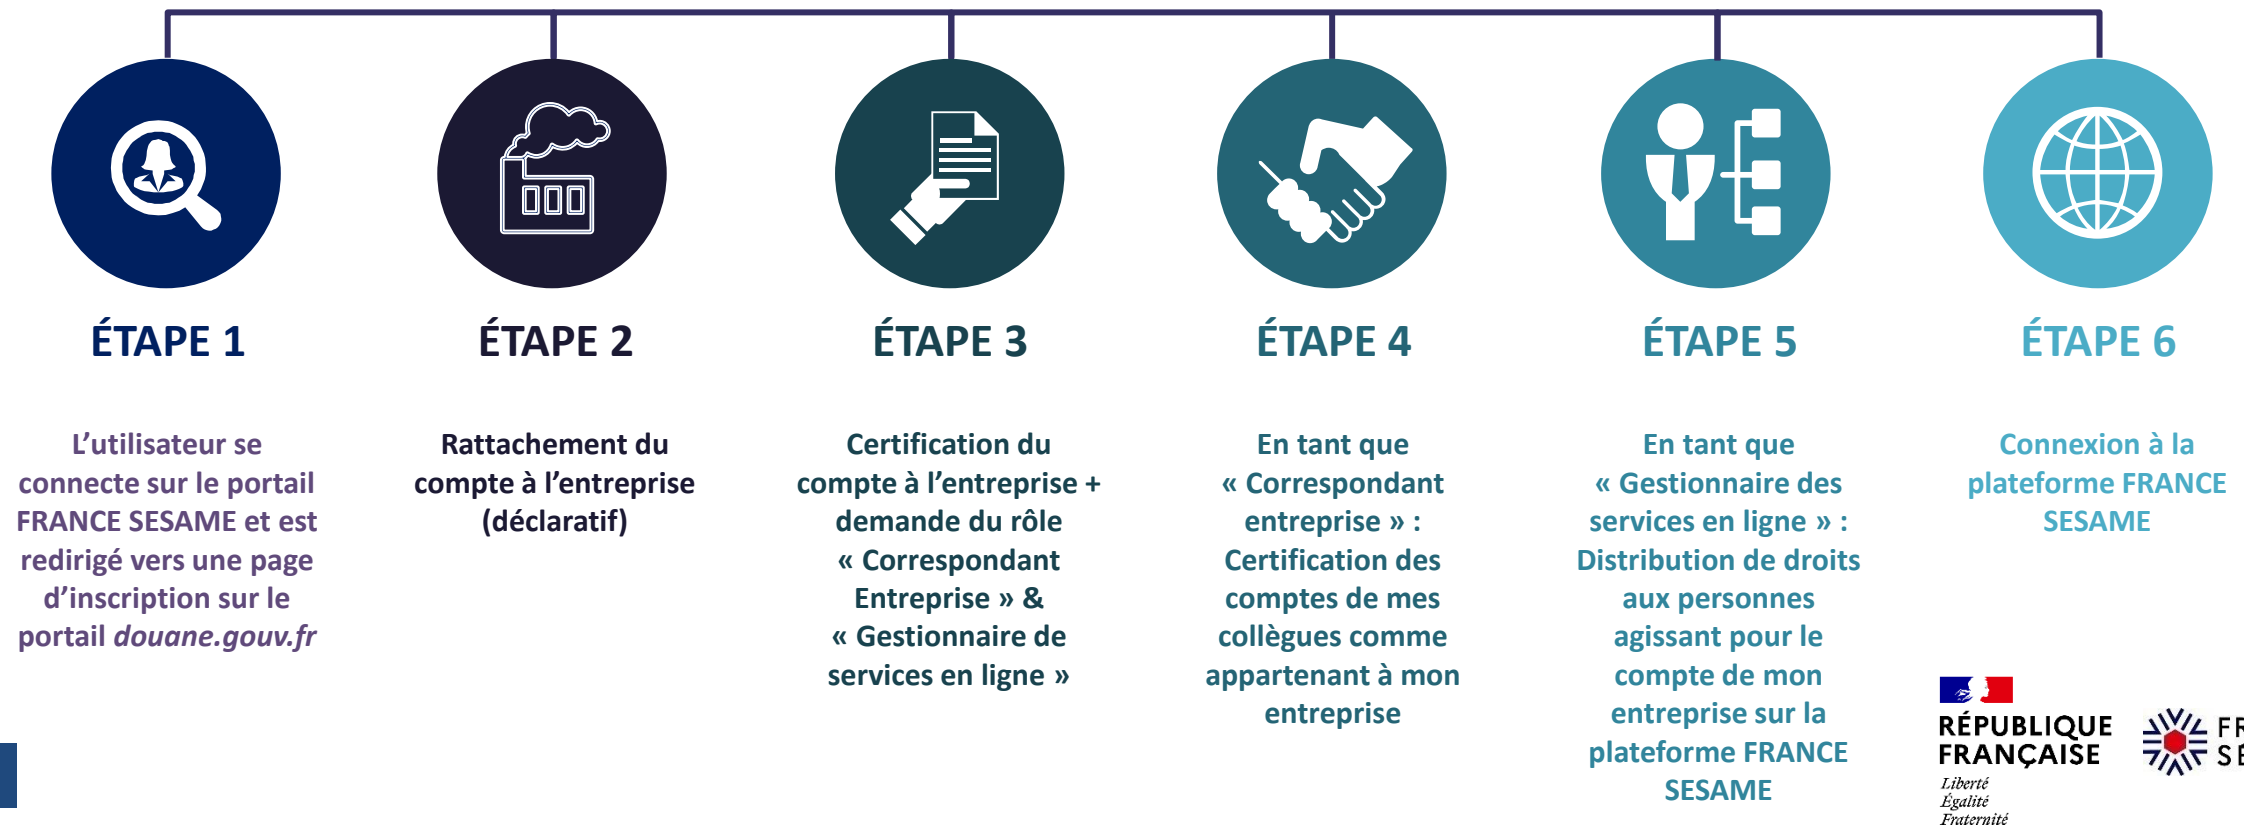 ÉTAPE 1
L’utilisateur se
connecte sur le portail
FRANCE SESAME et est
redirigé vers une page
d’inscription sur le
portail douane.gouv.fr
ÉTAPE 2
Rattachement du
compte à l’entreprise
(déclaratif)
ÉTAPE 3
Certification du
compte à l’entreprise +
demande du rôle
« Correspondant
Entreprise » &
« Gestionnaire de
services en ligne »
ÉTAPE 4
En tant que
« Correspondant
entreprise » :
Certification des
comptes de mes
collègues comme
appartenant à mon
entreprise
ÉTAPE 5
En tant que
« Gestionnaire des
services en ligne » :
Distribution de droits
aux personnes
agissant pour le
compte de mon
entreprise sur la
plateforme FRANCE
SESAME
ÉTAPE 6
Connexion à la
plateforme FRANCE
SESAME
RÉPUBLIQUE
FRANÇAISE
Liberté
Égalité
Fraternité
FR
SÉ